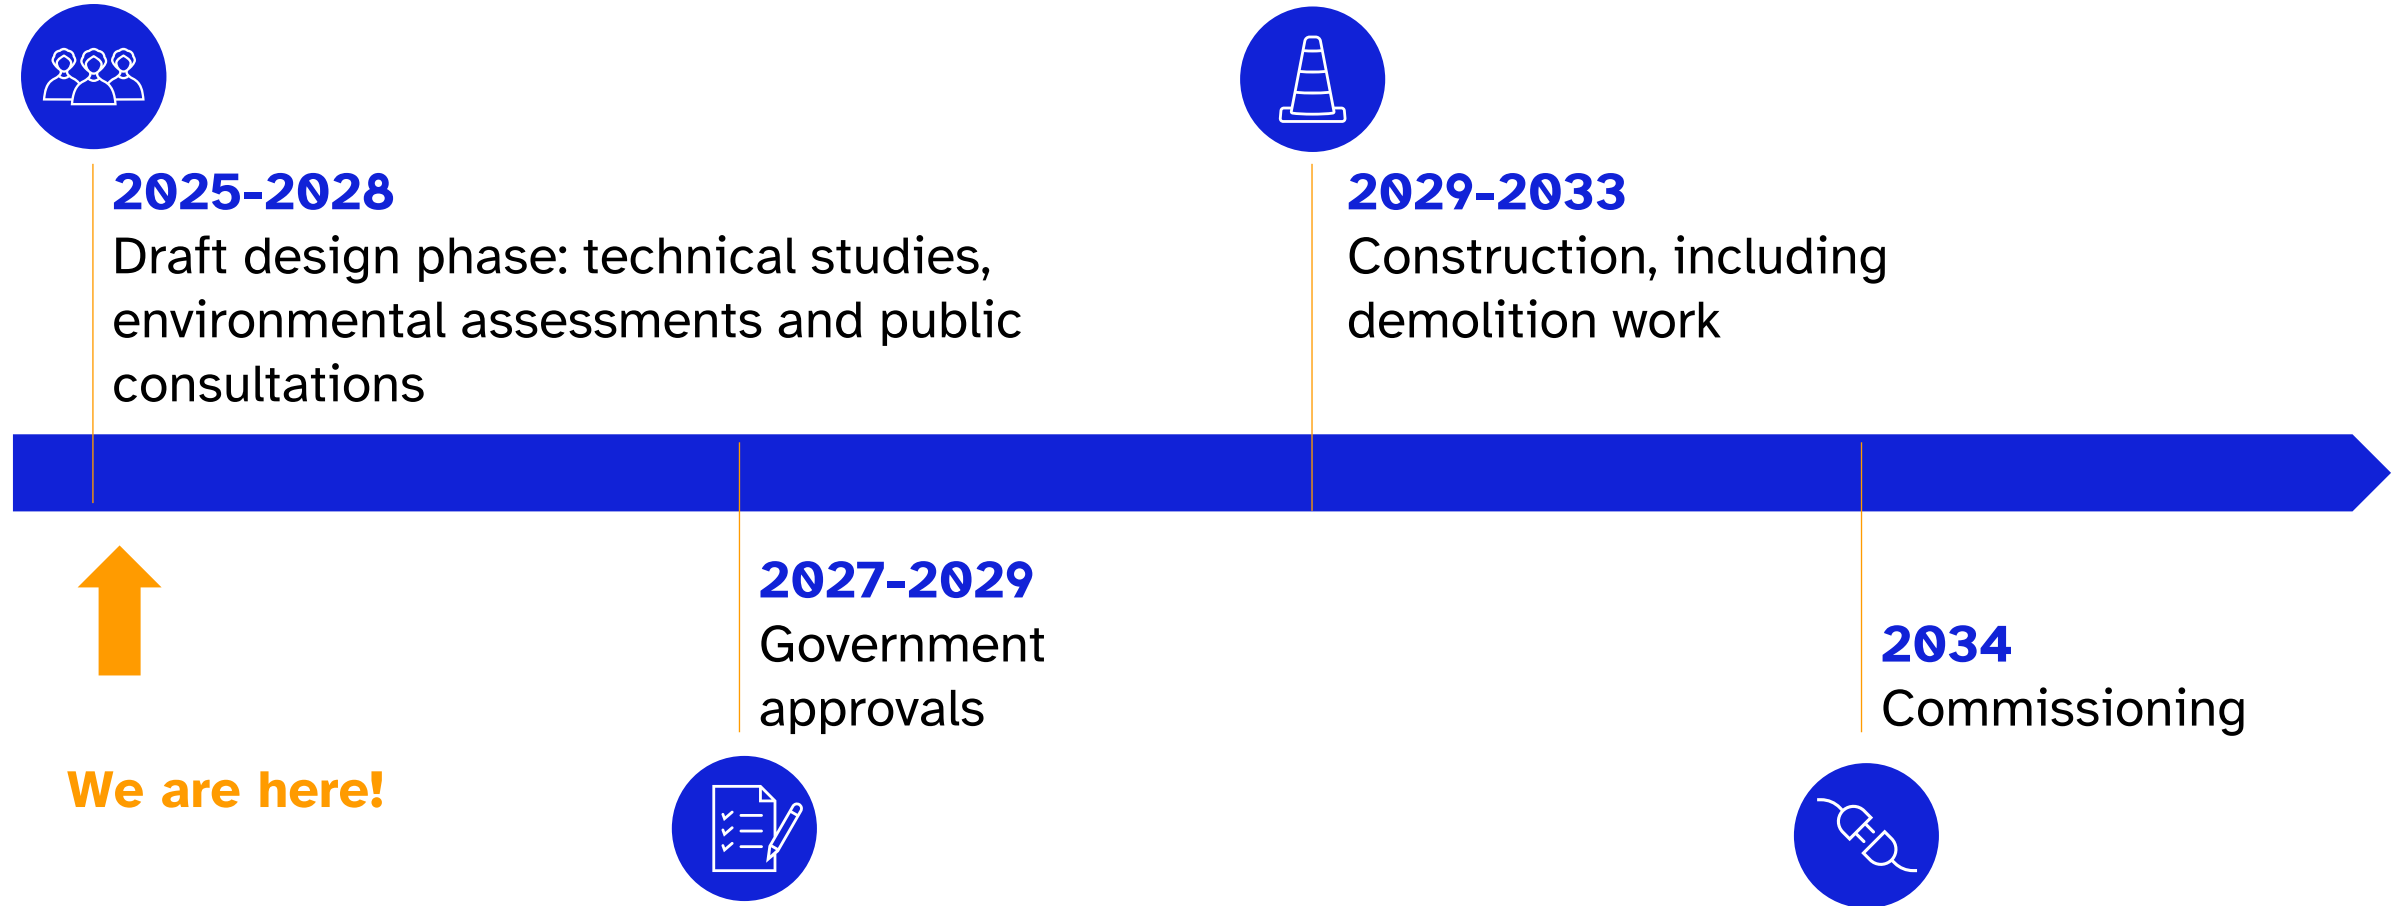 2025-2028
Draft design phase: technical studies,
environmental assessments and public
consultations
2029-2033
Construction, including
demolition work
We are here!
2027-2029
Government
approvals
2034
Commissioning